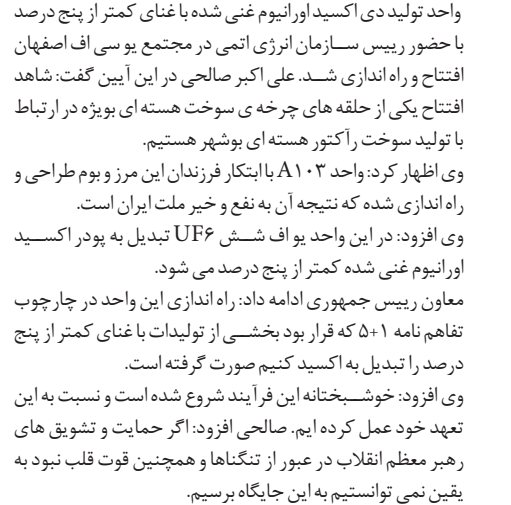 واحد تولید دی اکسید اورانیوم غنی شده با غنای کمتر از پنج درصد
با حضور رییس سازمان انرژی اتمی در مجتمع یو سی اف اصفهان
افتتاح و راه اندازی شد. علی اکبر صالحی در این آیین گفت: شاهد
افتتاح یکی از حلقه های چرخه ی سوخت هسته ای بویژه در ارتباط
با تولید سوخت رآکتور هسته ای بوشهر هستیم.
وی اظهار کرد: واحد A۱۰۳ با ابتکار فرزندان این مرز و بوم طراحی و
راه اندازی شده که نتیجه آن به نفع و خیر ملت ایران است.
وی افزود: در این واحد یو اف شش UF۶ تبدیل به پودر اکسید
اورانیوم غنی شده کمتر از پنج درصد می شود.
معاون رییس جمهوری ادامه داد: راه اندازی این واحد در چارچوب
تفاهم نامه ۱+۵ که قرار بود بخشی از تولیدات با غنای کمتر از پنج
درصد را تبدیل به اکسید کنیم صورت گرفته است.
وی افزود: خوشبختانه این فرآیند شروع شده است و نسبت به این
تعهد خود عمل کرده ایم. صالحی افزود: اگر حمایت و تشویق های
رهبر معظم انقلاب در عبور از تنگناها و همچنین قوت قلب نبود به
یقین نمی توانستیم به این جایگاه برسیم.